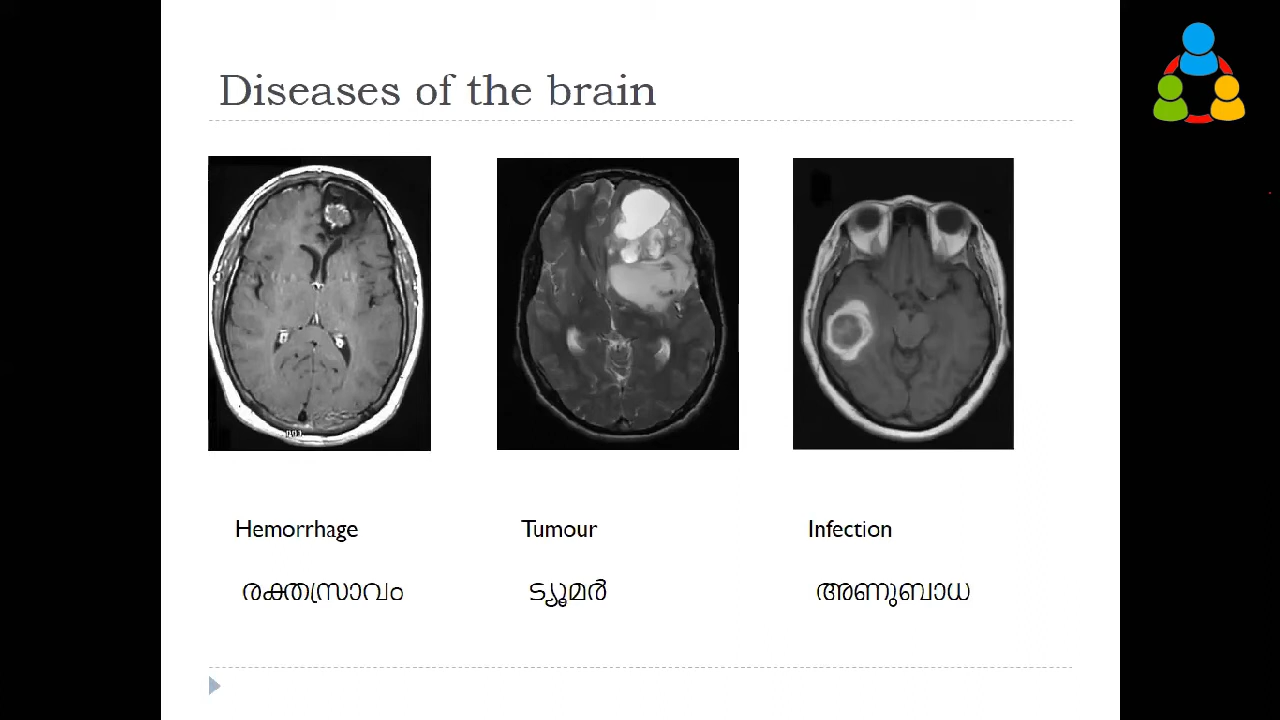 Diseases of the brain
Hemorrhage
Tumour
Infection
രക്തസ്രാവം
ട്യൂമർ
അണുബാധ